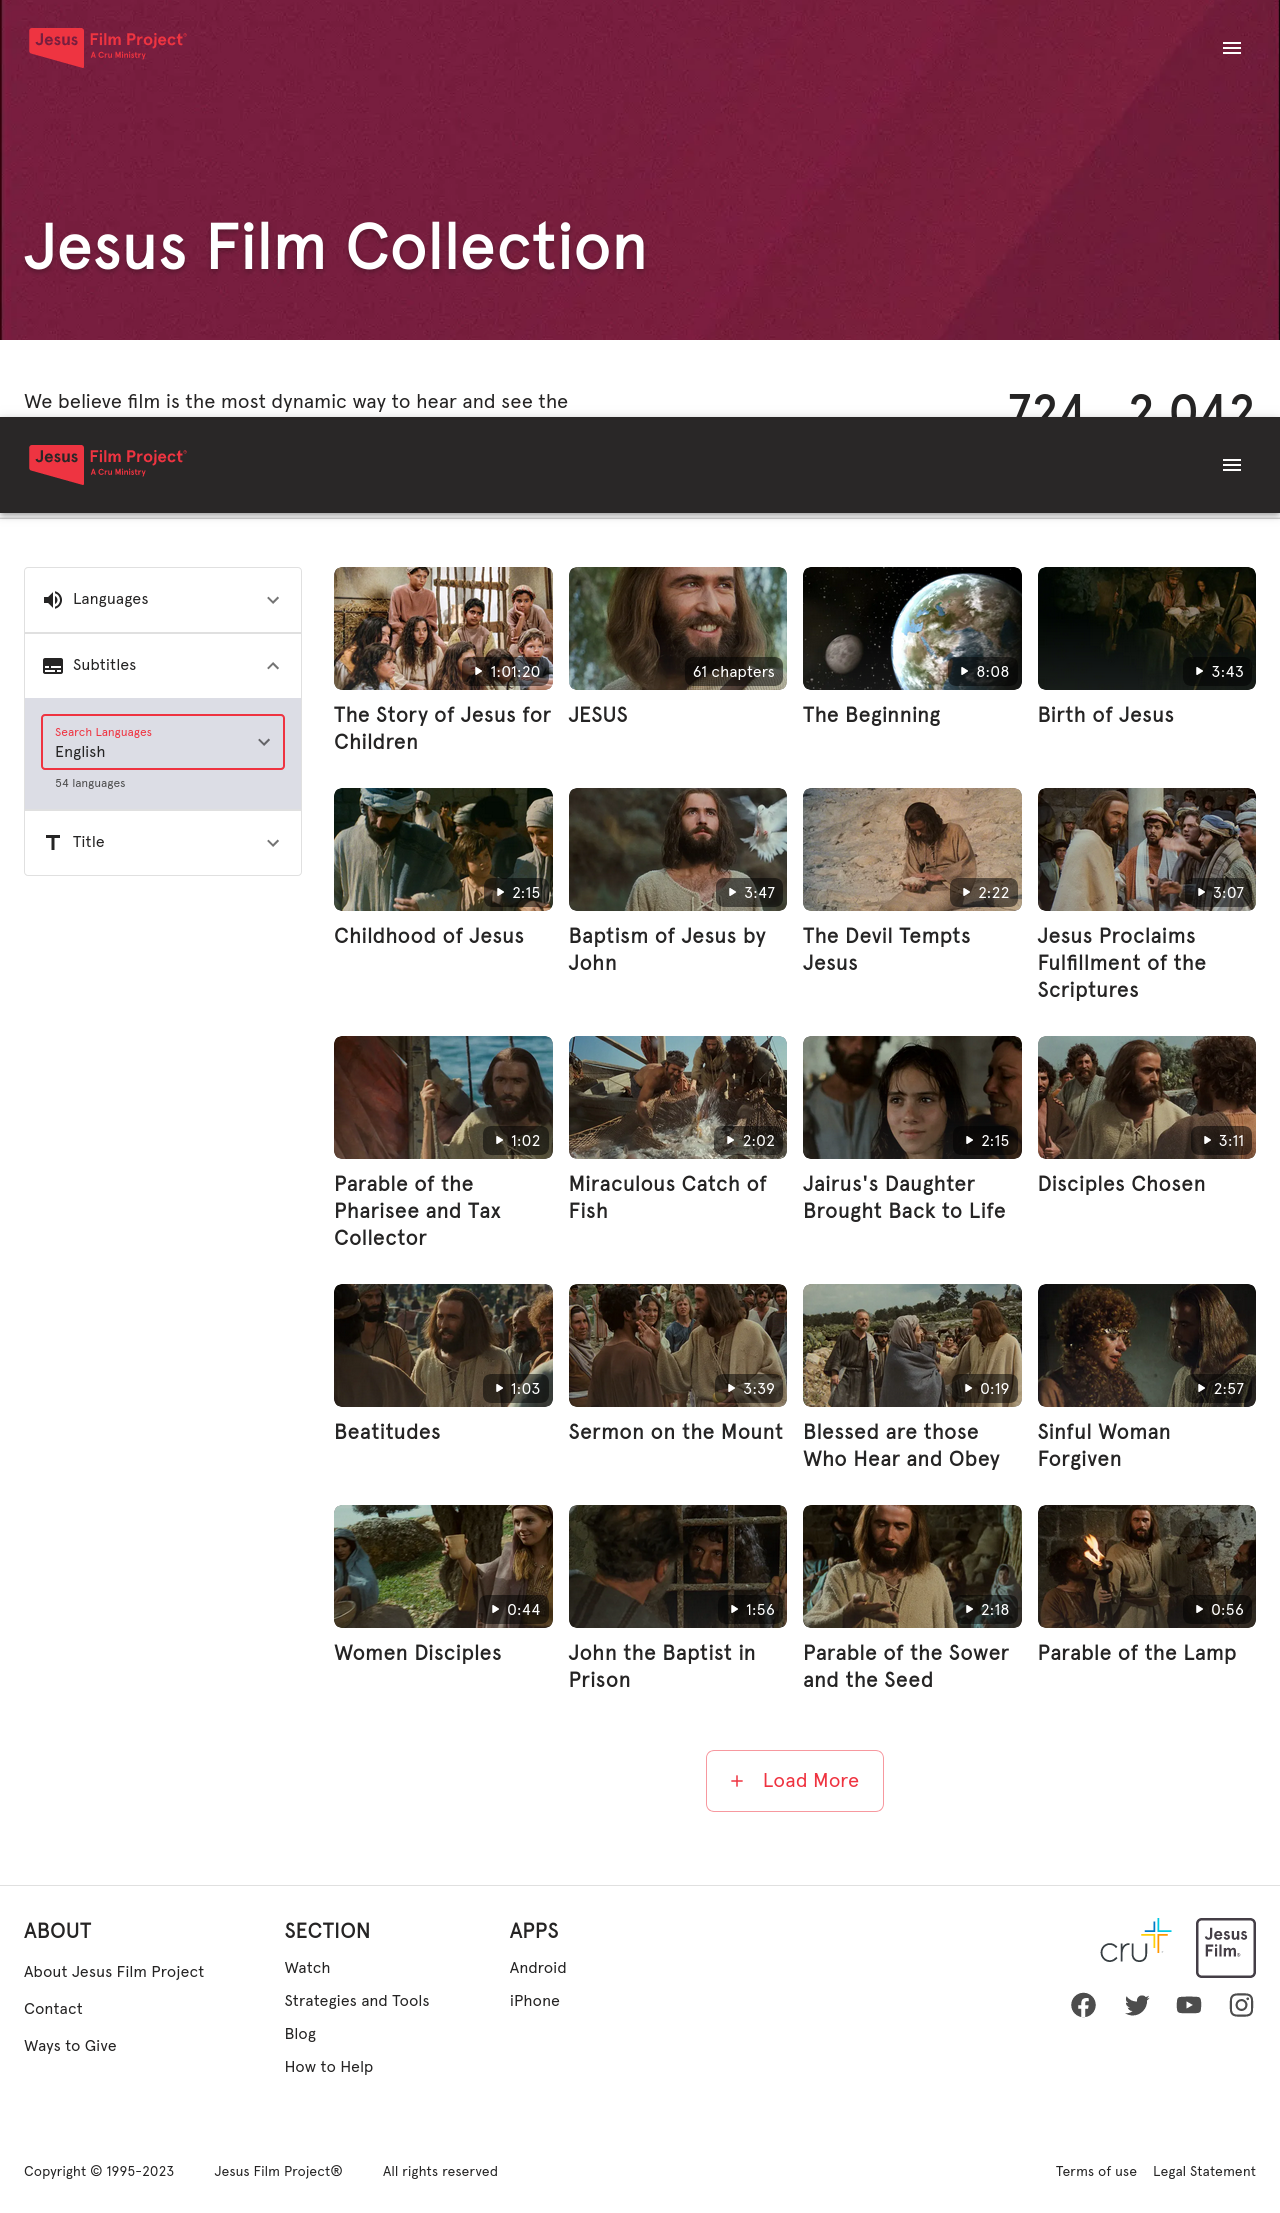 Jesus Film Project®
A Cru Ministry
Jesus Film Collection
We believe film is the most dynamic way to hear and see the
724 2,042
Jesus Film Project®
A Cru Ministry
Languages
Subtitles
Search Languages
English
54 languages
Title
1:01:20
61 chapters
8:08
3:43
The Story of Jesus for
Children
JESUS
The Beginning
Birth of Jesus
2:15
3:47
2:22
3:07
Childhood of Jesus
Baptism of Jesus by
John
The Devil Tempts
Jesus
Jesus Proclaims
Fulfillment of the
Scriptures
1:02
2:02
2:15
3:11
Parable of the
Pharisee and Tax
Collector
Miraculous Catch of
Fish
Jairus's Daughter
Brought Back to Life
Disciples Chosen
1:03
3:39
0:19
2:57
Beatitudes
Sermon on the Mount
Blessed are those
Who Hear and Obey
Sinful Woman
Forgiven
0:44
1:56
2:18
0:56
Women Disciples
John the Baptist in
Prison
Parable of the Sower
and the Seed
Parable of the Lamp
+ Load More
ABOUT
About Jesus Film Project
Contact
Ways to Give
SECTION
Watch
Strategies and Tools
Blog
How to Help
APPS
Android
iPhone
cru
Jesus
Film®
Copyright © 1995-2023
Jesus Film Project®
All rights reserved
Terms of use
Legal Statement